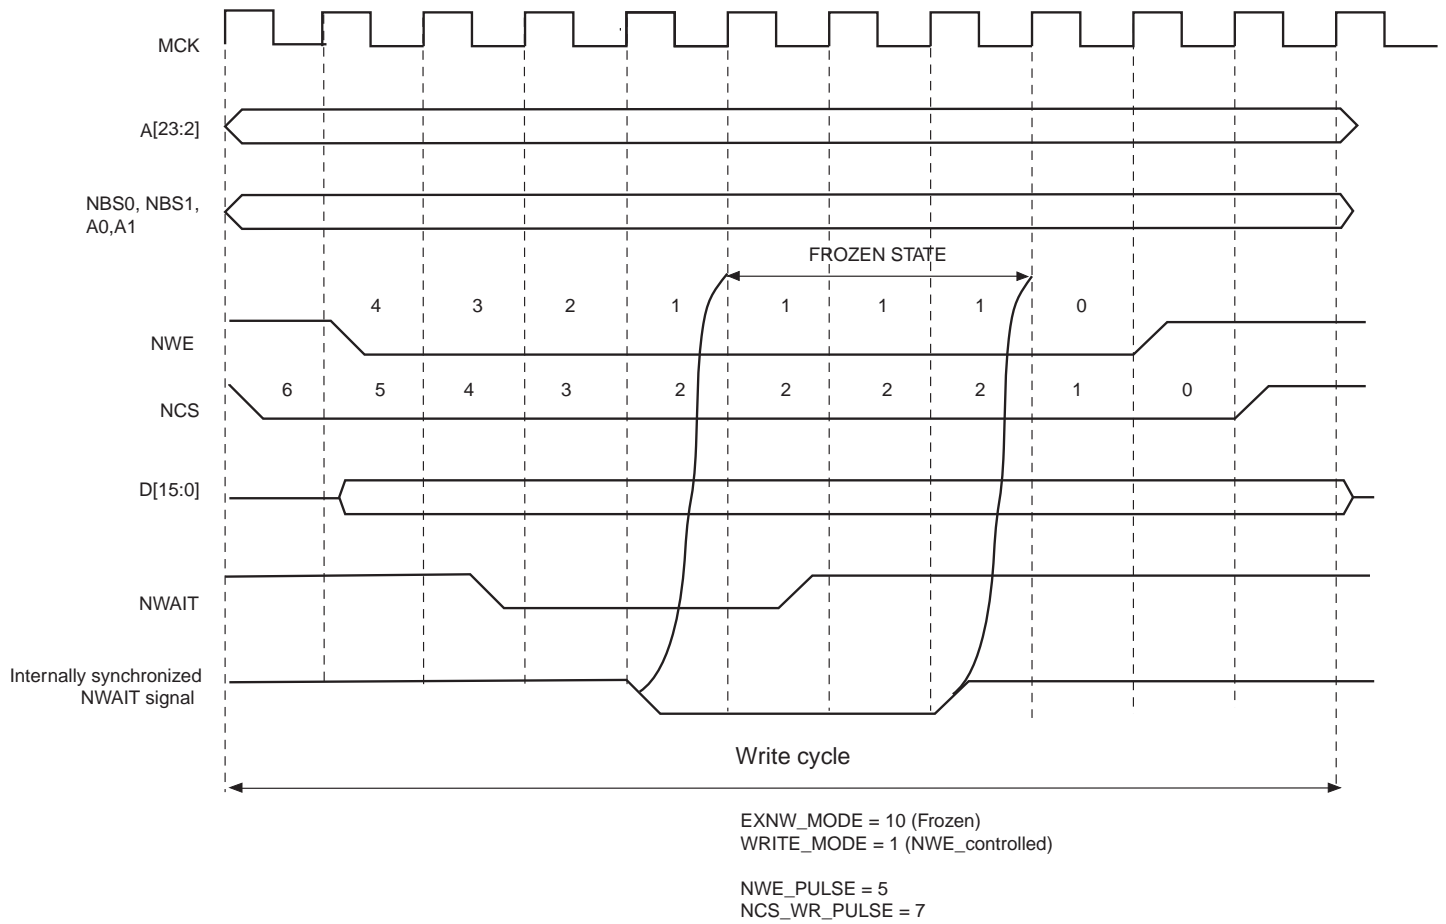 MCK
A[23:2]
NBS0, NBS1,
A0,A1
FROZEN STATE
4 3 2 1 1 1 1 0
NWE
6 5 4 3 2 2 2 2 1 0
NCS
D[15:0]
NWAIT
Internally synchronized
NWAIT signal
Write cycle
EXNW_MODE = 10 (Frozen)
WRITE_MODE = 1 (NWE_controlled)
NWE_PULSE = 5
NCS_WR_PULSE = 7